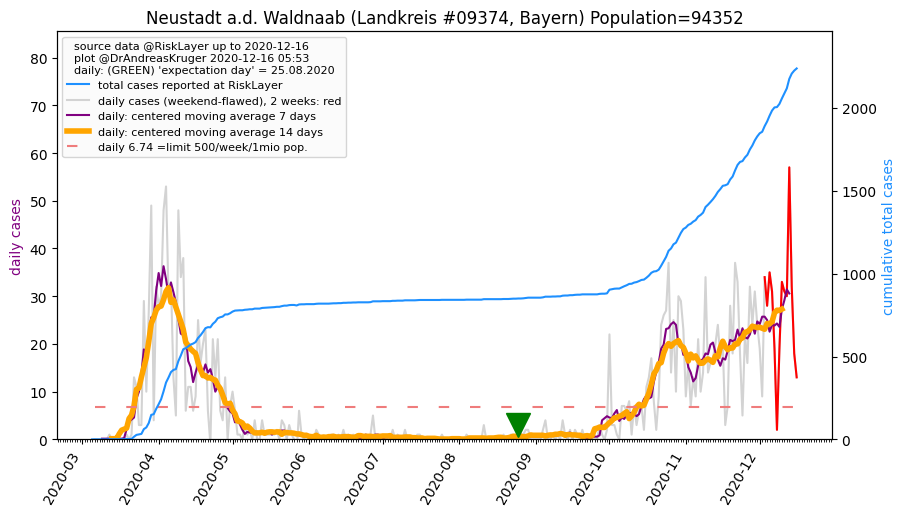 Neustadt a.d. Waldnaab (Landkreis #09374, Bayern) Population=94352
source data @RiskLayer up to 2020-12-16
plot @DrAndreasKruger 2020-12-16 05:53
daily: (GREEN) 'expectation day' = 25.08.2020
total cases reported at RiskLayer
daily cases (weekend-flawed), 2 weeks: red
daily: centered moving average 7 days
daily: centered moving average 14 days
daily 6.74 =limit 500/week/1mio pop.
daily cases
80
70
60
50
40
30
20
10
0
cumulative total cases
2000
1500
1000
500
0
2020-03
2020-04
2020-05
2020-06
2020-07
2020-08
2020-09
2020-10
2020-11
2020-12